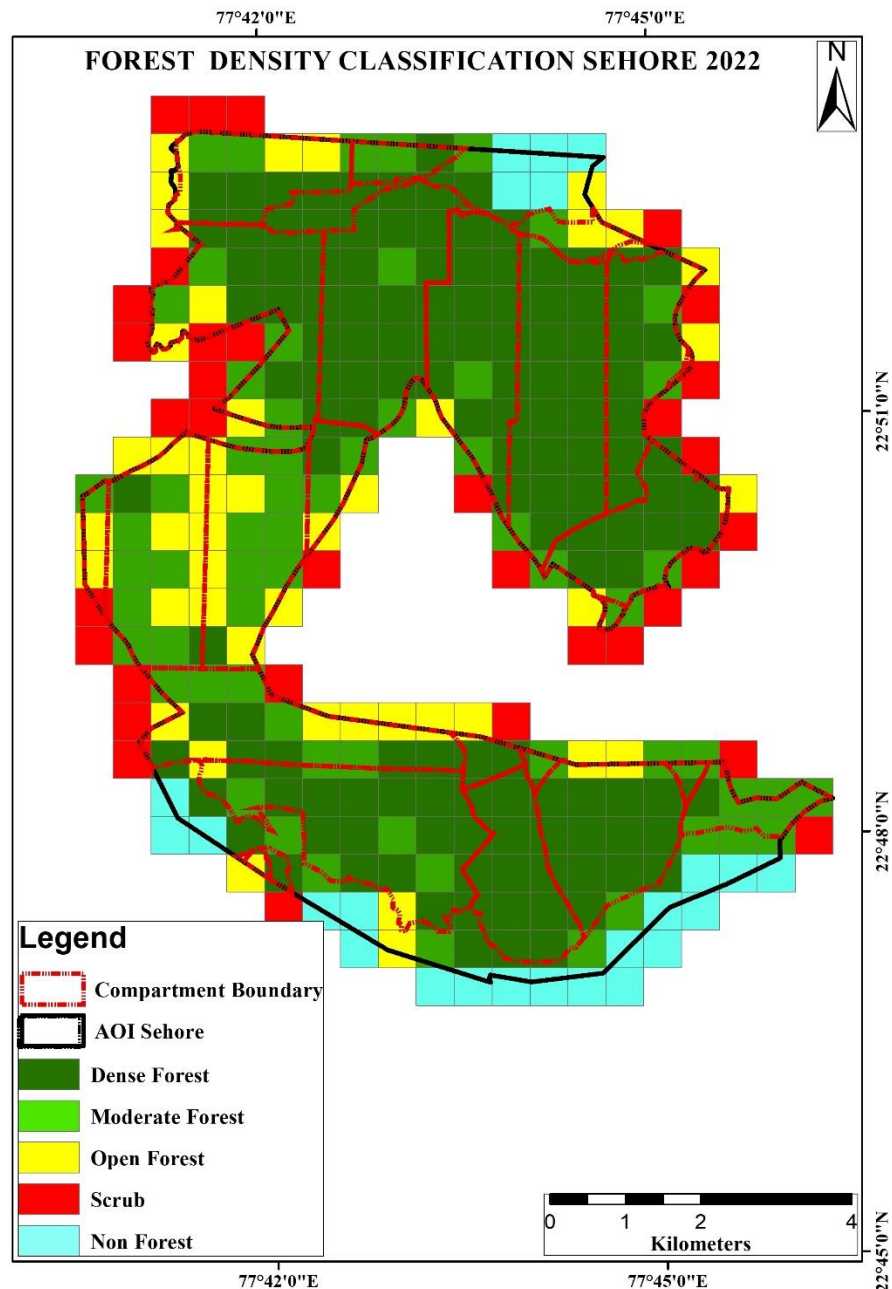 77°42'0"E
77°45'0"E
FOREST DENSITY CLASSIFICATION SEHORE 2022
N
22°51'0"N
22°48'0"N
Legend
Compartment Boundary
AOI Sehore
Dense Forest
Moderate Forest
Open Forest
Scrub
Non Forest
0 1 2 4
Kilometers
22°45'0"N
77°42'0"E
77°45'0"E